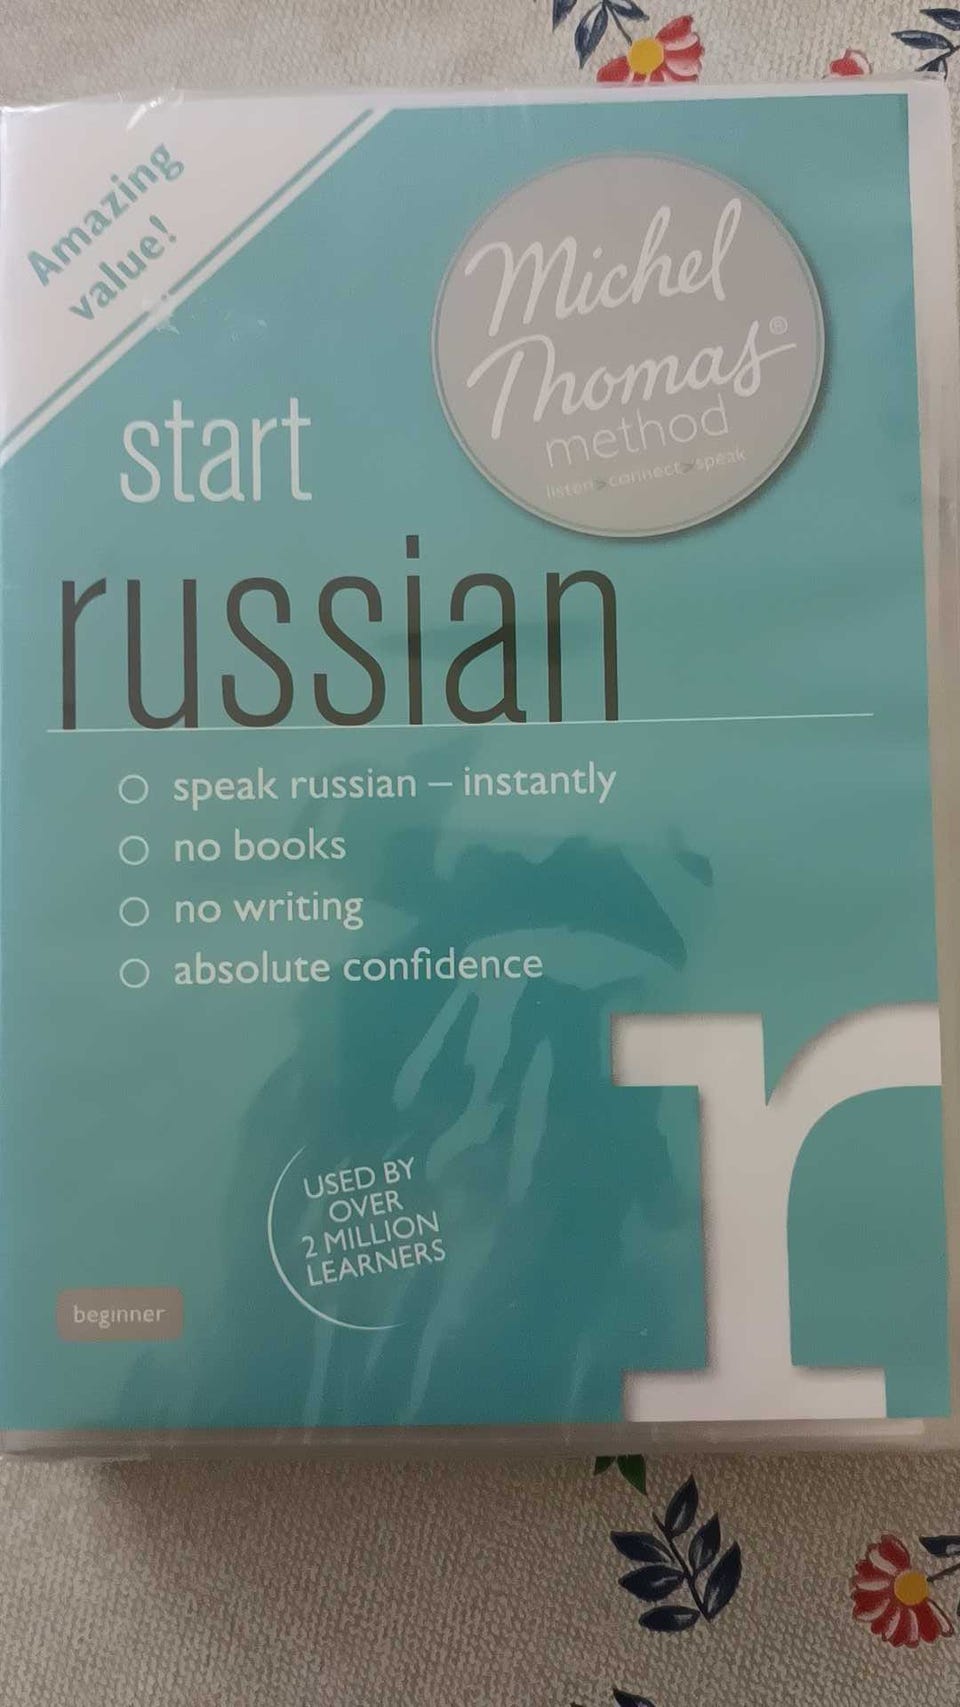 Amazing
value!
Michel
Thomas®
method
listen > connect > speak
start
russian
speak russian – instantly
no books
no writing
absolute confidence
USED BY
OVER
2 MILLION
LEARNERS
beginner
r